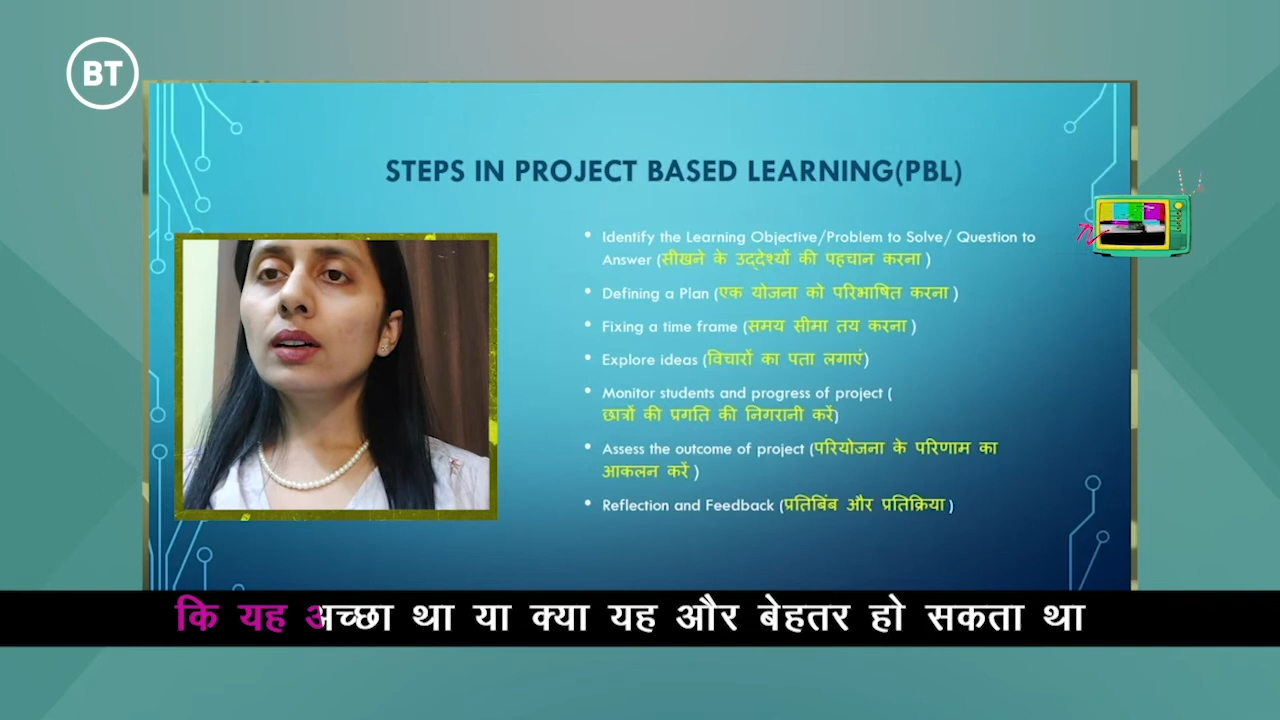 BT
STEPS IN PROJECT BASED LEARNING(PBL)
• Identify the Learning Objective/Problem to Solve/ Question to
Answer (सीखने के उद्देश्यों की पहचान करना )
• Defining a Plan (एक योजना को परिभाषित करना )
• Fixing a time frame (समय सीमा तय करना )
• Explore ideas (विचारों का पता लगाएं)
• Monitor students and progress of project (
छात्रों की प्रगति की निगरानी करें)
• Assess the outcome of project (परियोजना के परिणाम का
आकलन करें )
• Reflection and Feedback (प्रतिबिंब और प्रतिक्रिया )
TV
कि यह अच्छा था या क्या यह और बेहतर हो सकता था